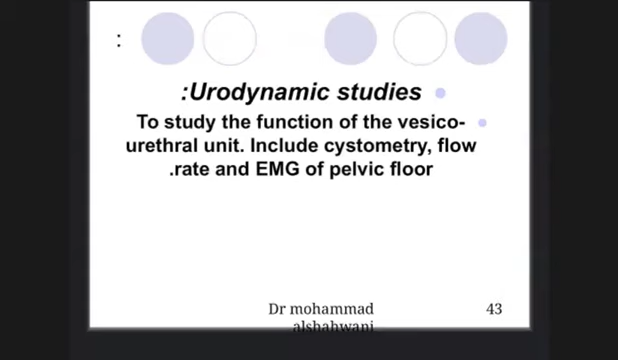 :
:Urodynamic studies
To study the function of the vesico-
urethral unit. Include cystometry, flow
.rate and EMG of pelvic floor
Dr mohammad
alshahwani
43